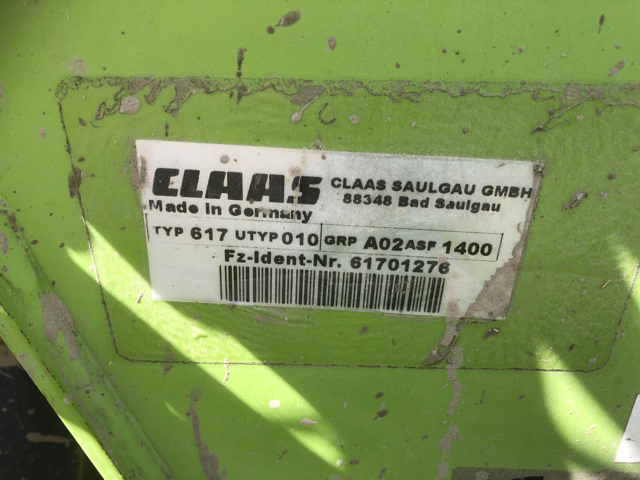 CLAAS CLAAS SAULGAU GMBH
Made in Germany 88348 Bad Saulgau
TYP 617 UTYP 010 GRP A02 ASF 1400
Fz-Ident-Nr. 61701276